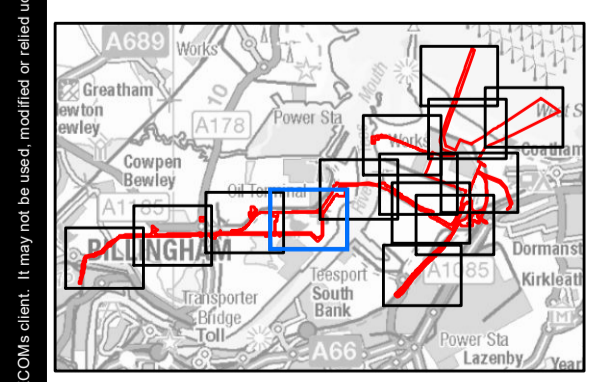 COMs client. It may not be used, modified or relied u
A689
Works
Greatham
ewton
ewley
10
A178
Power Sta
Mouth
Works
Coatham
Cowpen
Bewley
A1185
Oil Terminal
River
BILLINGHAM
Dormanst
Teesport
A1085
Kirkleat
Transporter
Bridge
Toll
South
Bank
M
A66
Power Sta
Lazenby
Year